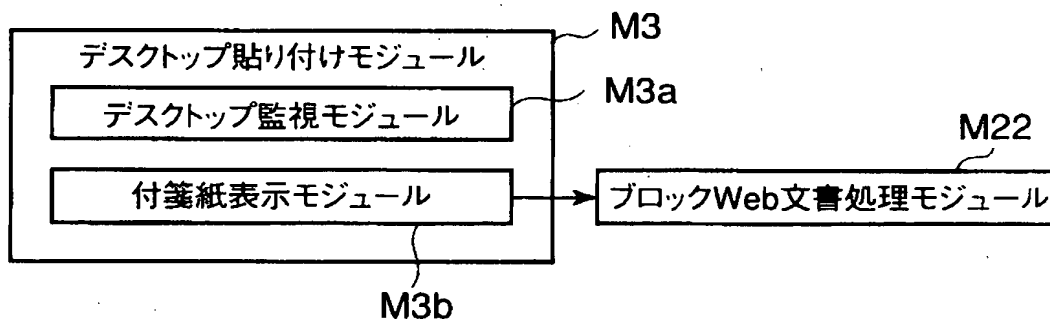 M3
デスクトップ貼り付けモジュール
M3a
デスクトップ監視モジュール
M22
付箋紙表示モジュール
ブロックWeb文書処理モジュール
M3b